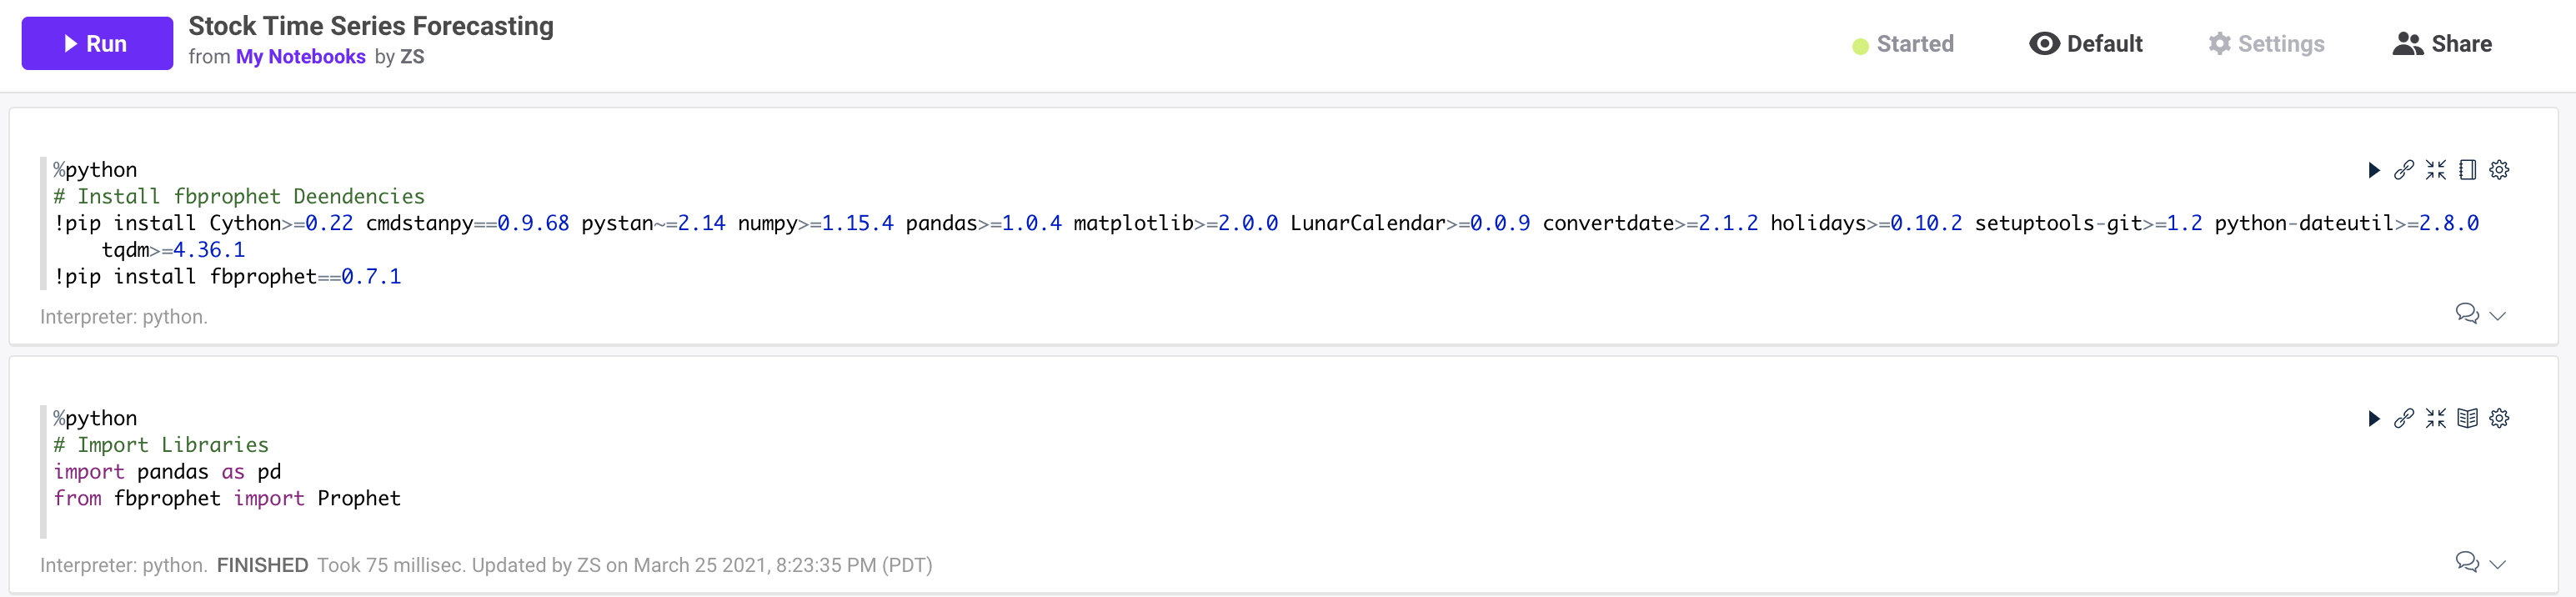 Run
Stock Time Series Forecasting
from My Notebooks by ZS
Started
Default
Settings
Share
%python
# Install fbprophet Deendencies
!pip install Cython>=0.22 cmdstanpy==0.9.68 pystan~=2.14 numpy>=1.15.4 pandas>=1.0.4 matplotlib>=2.0.0 LunarCalendar>=0.0.9 convertdate>=2.1.2 holidays>=0.10.2 setuptools-git>=1.2 python-dateutil>=2.8.0
tqdm>=4.36.1
!pip install fbprophet==0.7.1
Interpreter: python.
%python
# Import Libraries
import pandas as pd
from fbprophet import Prophet
Interpreter: python. FINISHED Took 75 millisec. Updated by ZS on March 25 2021, 8:23:35 PM (PDT)